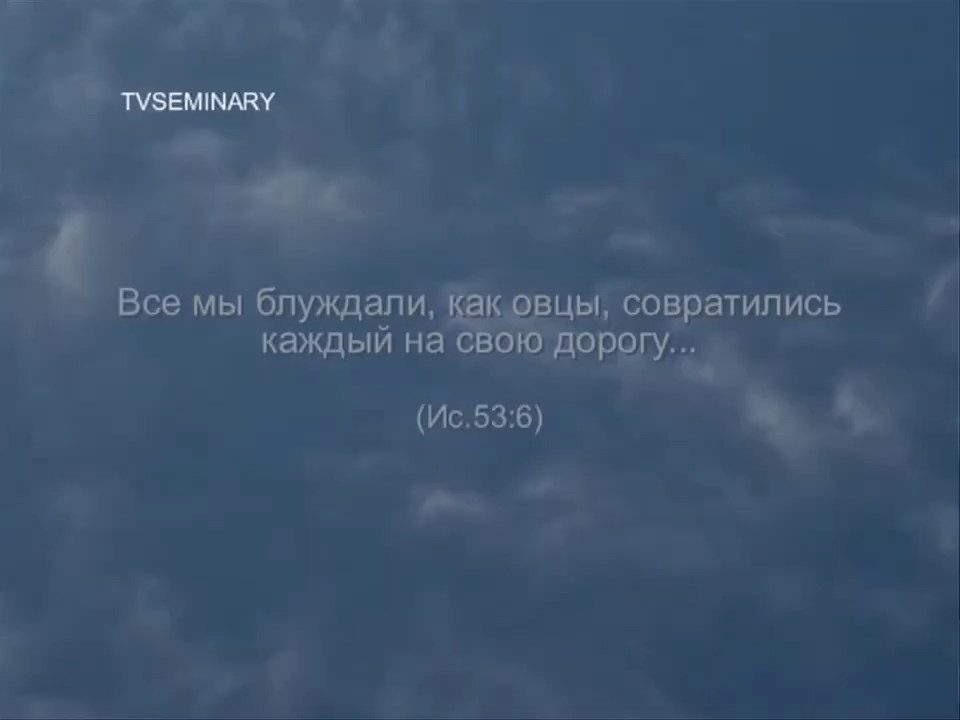 TVSEMINARY
Все мы блуждали, как овцы, совратились
каждый на свою дорогу...
(Ис.53:6)